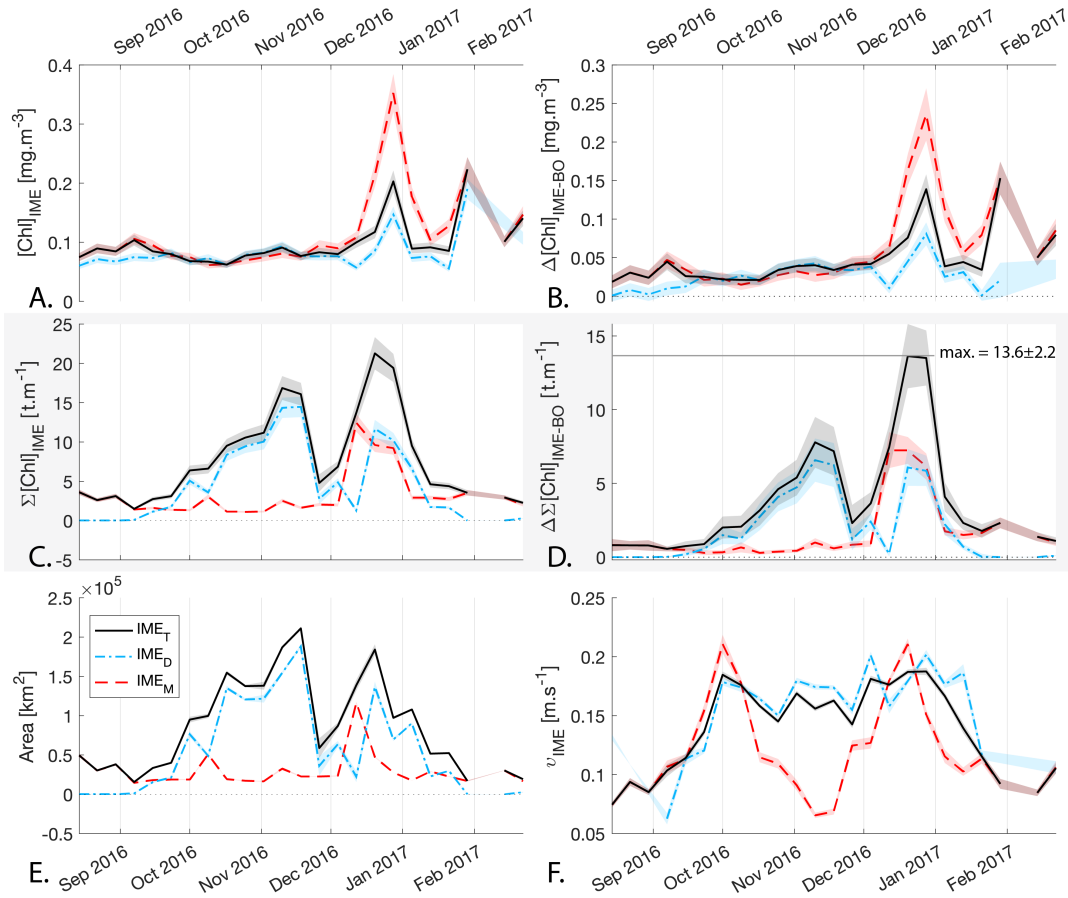 Sep 2016 Oct 2016 Nov 2016 Dec 2016 Jan 2017 Feb 2017
Sep 2016 Oct 2016 Nov 2016 Dec 2016 Jan 2017 Feb 2017
[Chl]IME [mg.m-3]
0.4
0.3
0.2
0.1
0
A.
Δ[Chl]IME-BO [mg.m-3]
0.3
0.25
0.2
0.15
0.1
0.05
0
B.
Σ[Chl]IME [t.m-1]
25
20
15
10
5
0
-5
C.
ΔΣ[Chl]IME-BO [t.m-1]
15
10
5
0
max. = 13.6±2.2
D.
×10^5
Area [km2]
2.5
2
1.5
1
0.5
0
-0.5
IME_T
IME_D
IME_M
E.
vIME [m.s-1]
0.25
0.2
0.15
0.1
0.05
F.
Sep 2016 Oct 2016 Nov 2016 Dec 2016 Jan 2017 Feb 2017
Sep 2016 Oct 2016 Nov 2016 Dec 2016 Jan 2017 Feb 2017